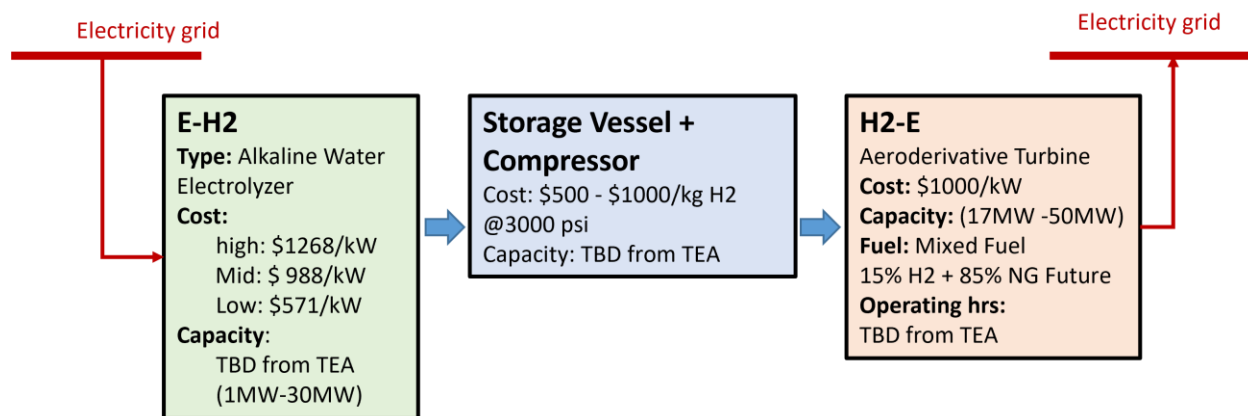 Electricity grid
Electricity grid
E-H2
Type: Alkaline Water
Electrolyzer
Cost:
high: $1268/kW
Mid: $ 988/kW
Low: $571/kW
Capacity:
TBD from TEA
(1MW-30MW)
Storage Vessel +
Compressor
Cost: $500 - $1000/kg H2
@3000 psi
Capacity: TBD from TEA
H2-E
Aeroderivative Turbine
Cost: $1000/kW
Capacity: (17MW -50MW)
Fuel: Mixed Fuel
15% H2 + 85% NG Future
Operating hrs:
TBD from TEA